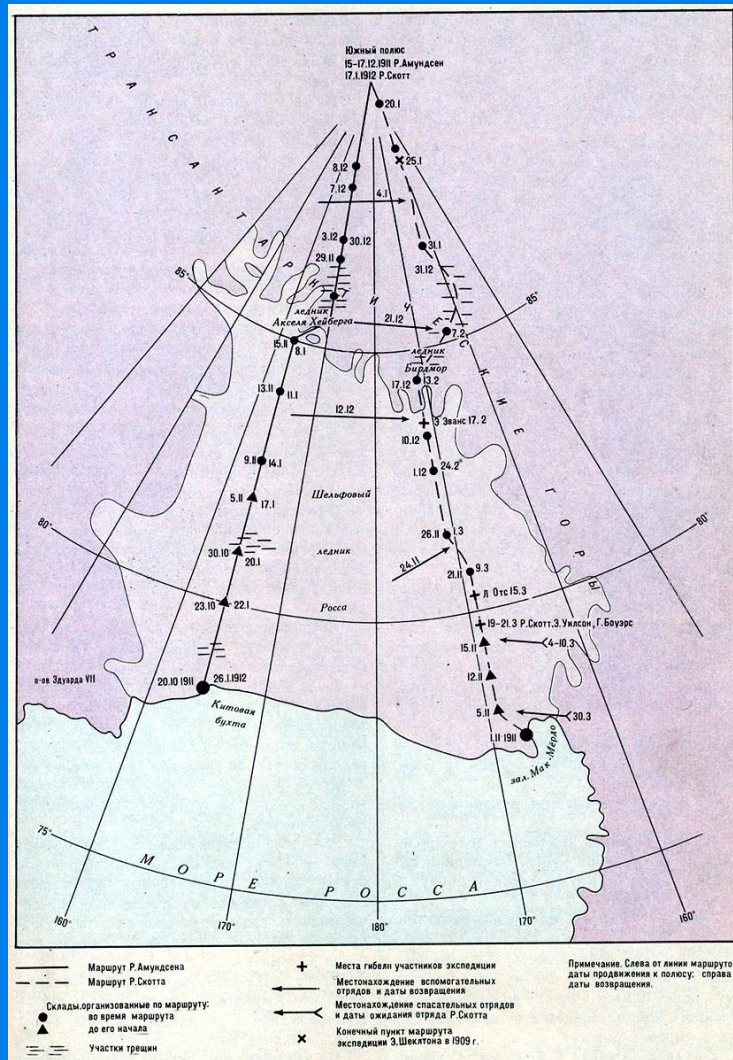 Южный полюс
15-17.12.1911 Р.Амундсен
17.1.1912 Р.Скотт
ТРАНСАНТАРКТИЧЕСКИЕ ГОРЫ
20.1
25.1
8.12
7.12
4.1
3.12 30.12
29.11
31.1
31.12
85°
85°
ледник
Акселя Хейберга
21.12
7.2
15.11 8.1
ледник
Бирдмор
17.12 13.2
13.11 11.1
12.12
Э Эванс 17.2
10.12
9.11 14.1
1.12 24.2
5.11 17.1
Шельфовый
ледник
Росса
80°
80°
26.11 1.3
30.10 20.1
24.11
21.11 9.3
Л Отс 15.3
23.10 22.1
19-21.3 Р.Скотт,Э.Уилсон,Г.Боуэрс
15.11 4-10.3
12.11
п-ов Эдуарда VII
20.10 1911 26.1.1912
5.11 30.3
Китовая
бухта
1.11 1911
зал. Мак-Мёрдо
75°
МОРЕ РОССА
160° 170° 180° 170° 160°
Маршрут Р.Амундсена
Маршрут Р.Скотта
Склады,организованные по маршруту:
во время маршрута
до его начала
Участки трещин
Места гибели участников экспедиции
Местонахождение вспомогательных
отрядов и даты возвращения
Местонахождение спасательных отрядов
и даты ожидания отряда Р.Скотта
Конечный пункт маршрута
экспедиции Э.Шеклтона в 1909 г.
Примечание. Слева от линии маршруто
даты продвижения к полюсу; справа
даты возвращения.